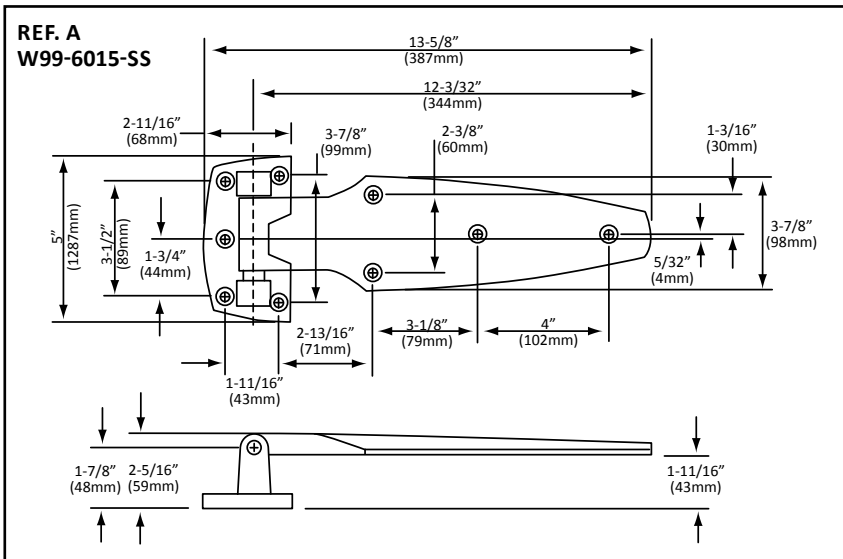 REF. A
W99-6015-SS
13-5/8”
(387mm)
12-3/32”
(344mm)
2-11/16”
(68mm)
3-7/8”
(99mm)
2-3/8”
(60mm)
1-3/16”
(30mm)
5”
(1287mm)
3-1/2”
(89mm)
1-3/4”
(44mm)
3-7/8”
(98mm)
5/32”
(4mm)
2-13/16”
(71mm)
3-1/8”
(79mm)
4”
(102mm)
1-11/16”
(43mm)
1-7/8”
(48mm)
2-5/16”
(59mm)
1-11/16”
(43mm)